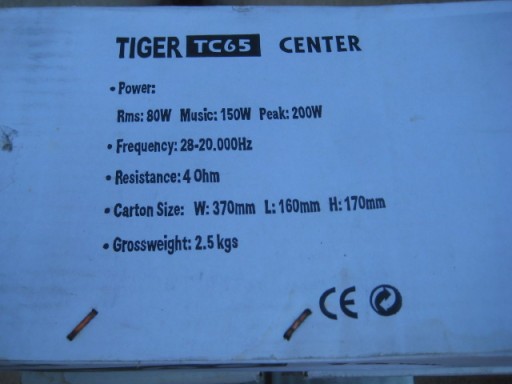 TIGER TC65 CENTER
• Power:
Rms: 80W Music: 150W Peak: 200W
• Frequency: 28-20.000Hz
• Resistance: 4 Ohm
• Carton Size: W: 370mm L: 160mm H: 170mm
• Grossweight: 2.5 kgs
CE